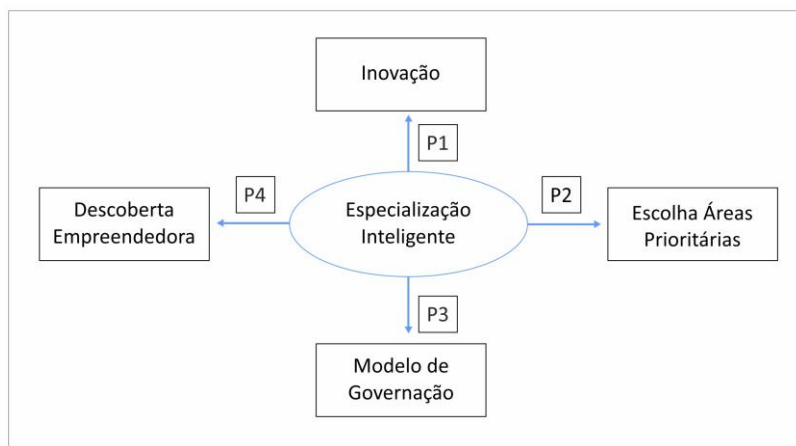 Inovação
P1
P4
P2
Descoberta
Empreendedora
Especialização
Inteligente
Escolha Áreas
Prioritárias
P3
Modelo de
Governação